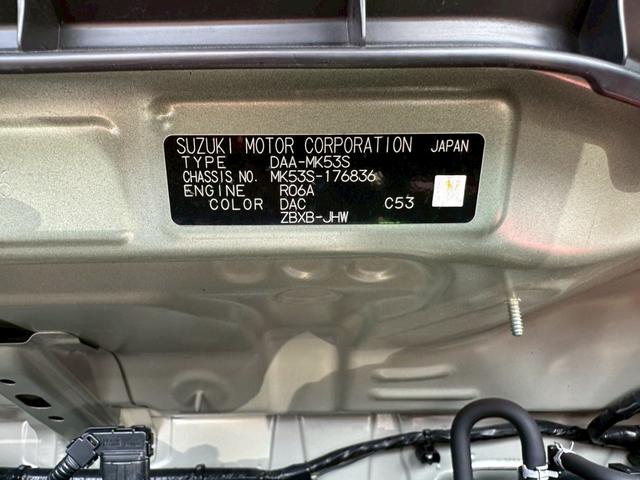 SUZUKI MOTOR CORPORATION JAPAN
TYPE DAA-MK53S
CHASSIS NO. MK53S-176836
ENGINE R06A
COLOR DAC C53
ZBXB-JHW